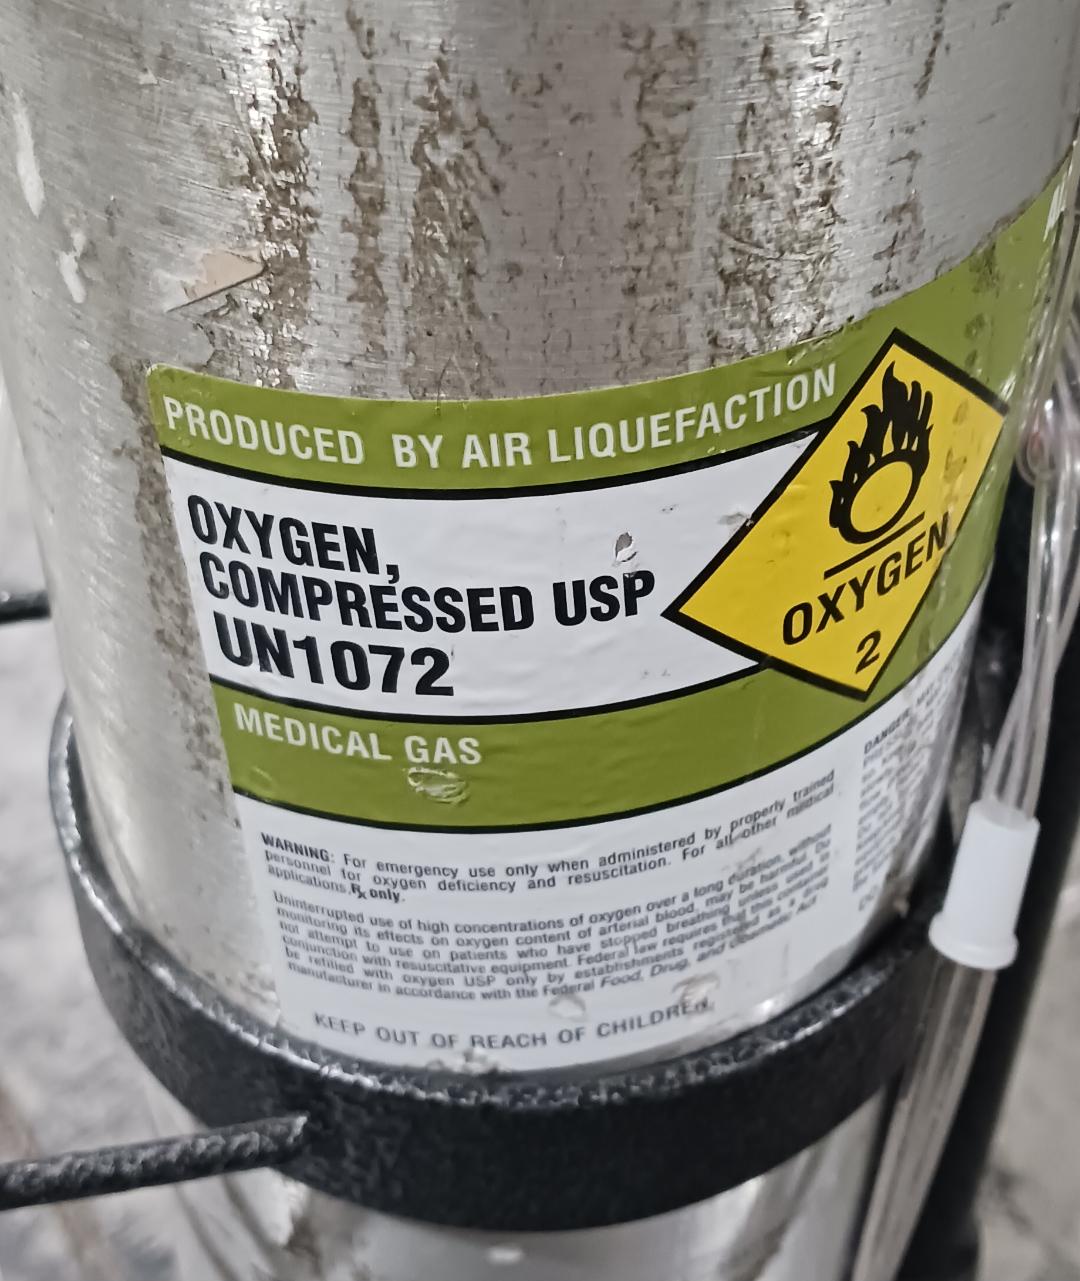 PRODUCED BY AIR LIQUEFACTION
OXYGEN,
COMPRESSED USP
UN1072
OXYGEN
2
MEDICAL GAS
WARNING: For emergency use only when administered by properly trained
personnel for oxygen deficiency and resuscitation. For all other medical
applications, Rx only.
Uninterrupted use of high concentrations of oxygen over a long duration, without
monitoring its effects on oxygen content of arterial blood, may be harmful. Do
not attempt to use on patients who have stopped breathing unless used in
conjunction with resuscitative equipment. Federal law requires that this container
be refilled with oxygen USP only by establishments registered as a drug
manufacturer in accordance with the Federal Food, Drug, and Cosmetic Act
KEEP OUT OF REACH OF CHILDREN.
DANGER: